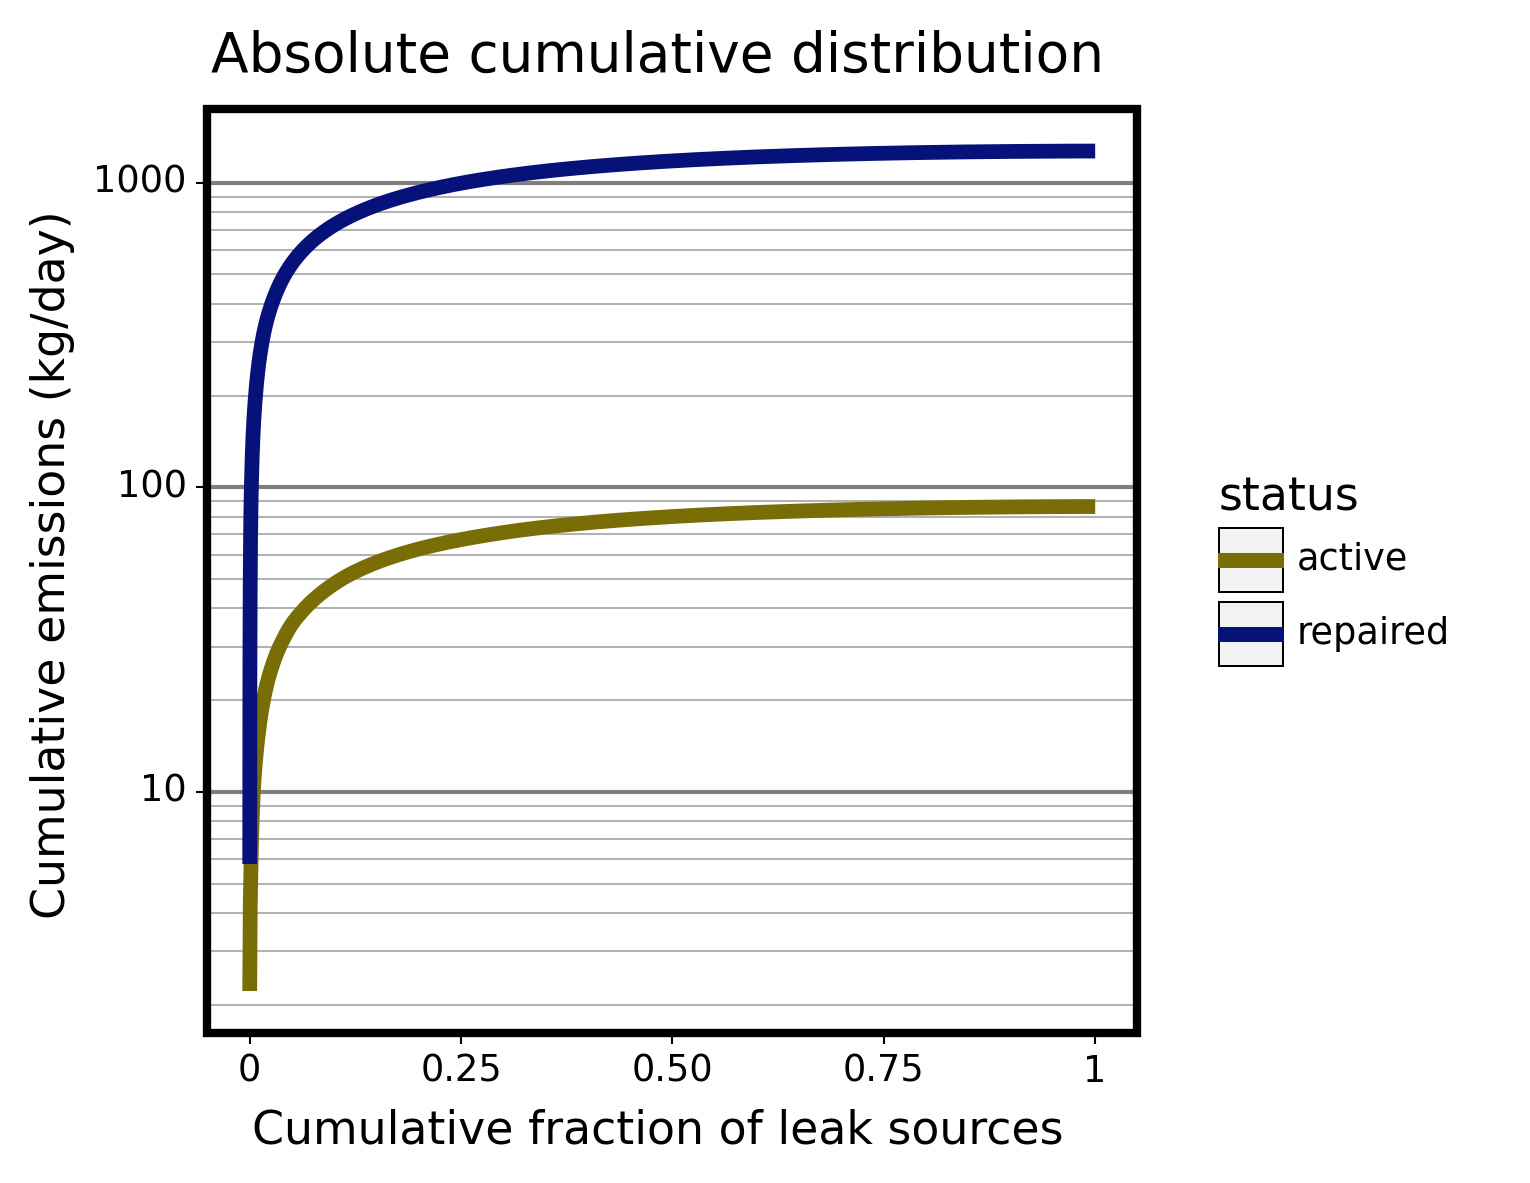 Absolute cumulative distribution
Cumulative emissions (kg/day)
1000
100
10
0
0.25
0.50
0.75
1
Cumulative fraction of leak sources
status
active
repaired